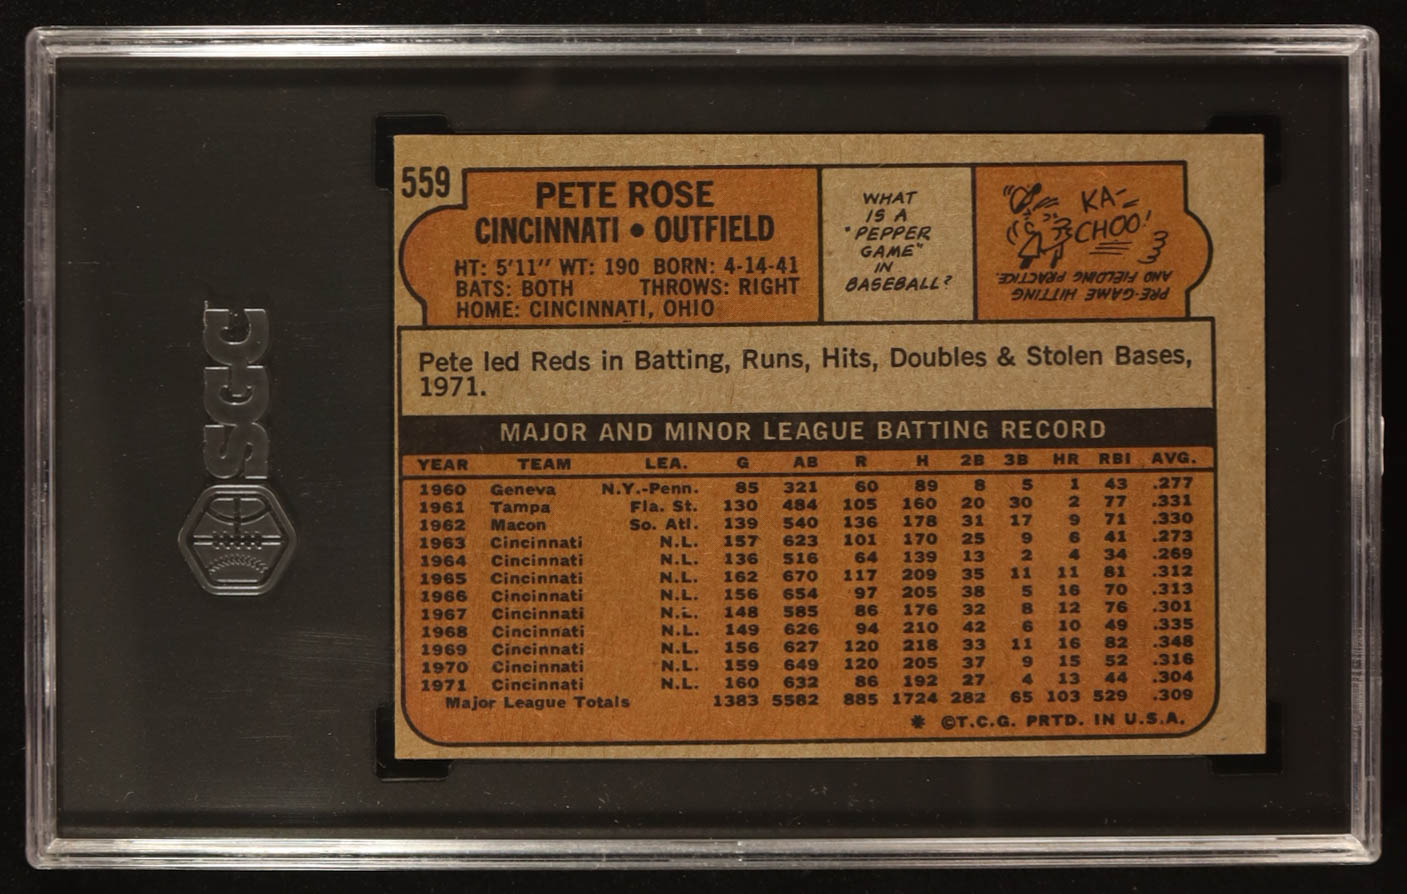 559
PETE ROSE
CINCINNATI • OUTFIELD
HT: 5'11" WT: 190 BORN: 4-14-41
BATS: BOTH THROWS: RIGHT
HOME: CINCINNATI, OHIO
WHAT
IS A
"PEPPER
GAME"
IN
BASEBALL?
KA-
CHOO!
PRE-GAME HITTING
AND FIELDING PRACTICE.
Pete led Reds in Batting, Runs, Hits, Doubles & Stolen Bases,
1971.
MAJOR AND MINOR LEAGUE BATTING RECORD
YEAR TEAM LEA. G AB R H 2B 3B HR RBI AVG.
1960 Geneva N.Y.-Penn. 85 321 60 89 8 5 1 43 .277
1961 Tampa Fla. St. 130 484 105 160 20 30 2 77 .331
1962 Macon So. Atl. 139 540 136 178 31 17 9 71 .330
1963 Cincinnati N.L. 157 623 101 170 25 9 6 41 .273
1964 Cincinnati N.L. 136 516 64 139 13 2 4 34 .269
1965 Cincinnati N.L. 162 670 117 209 35 11 11 81 .312
1966 Cincinnati N.L. 156 654 97 205 38 5 16 70 .313
1967 Cincinnati N.L. 148 585 86 176 32 8 12 76 .301
1968 Cincinnati N.L. 149 626 94 210 42 6 10 49 .335
1969 Cincinnati N.L. 156 627 120 218 33 11 16 82 .348
1970 Cincinnati N.L. 159 649 120 205 37 9 15 52 .316
1971 Cincinnati N.L. 160 632 86 192 27 4 13 44 .304
Major League Totals 1383 5582 885 1724 282 65 103 529 .309
* ©T.C.G. PRTD. IN U.S.A.
SGC